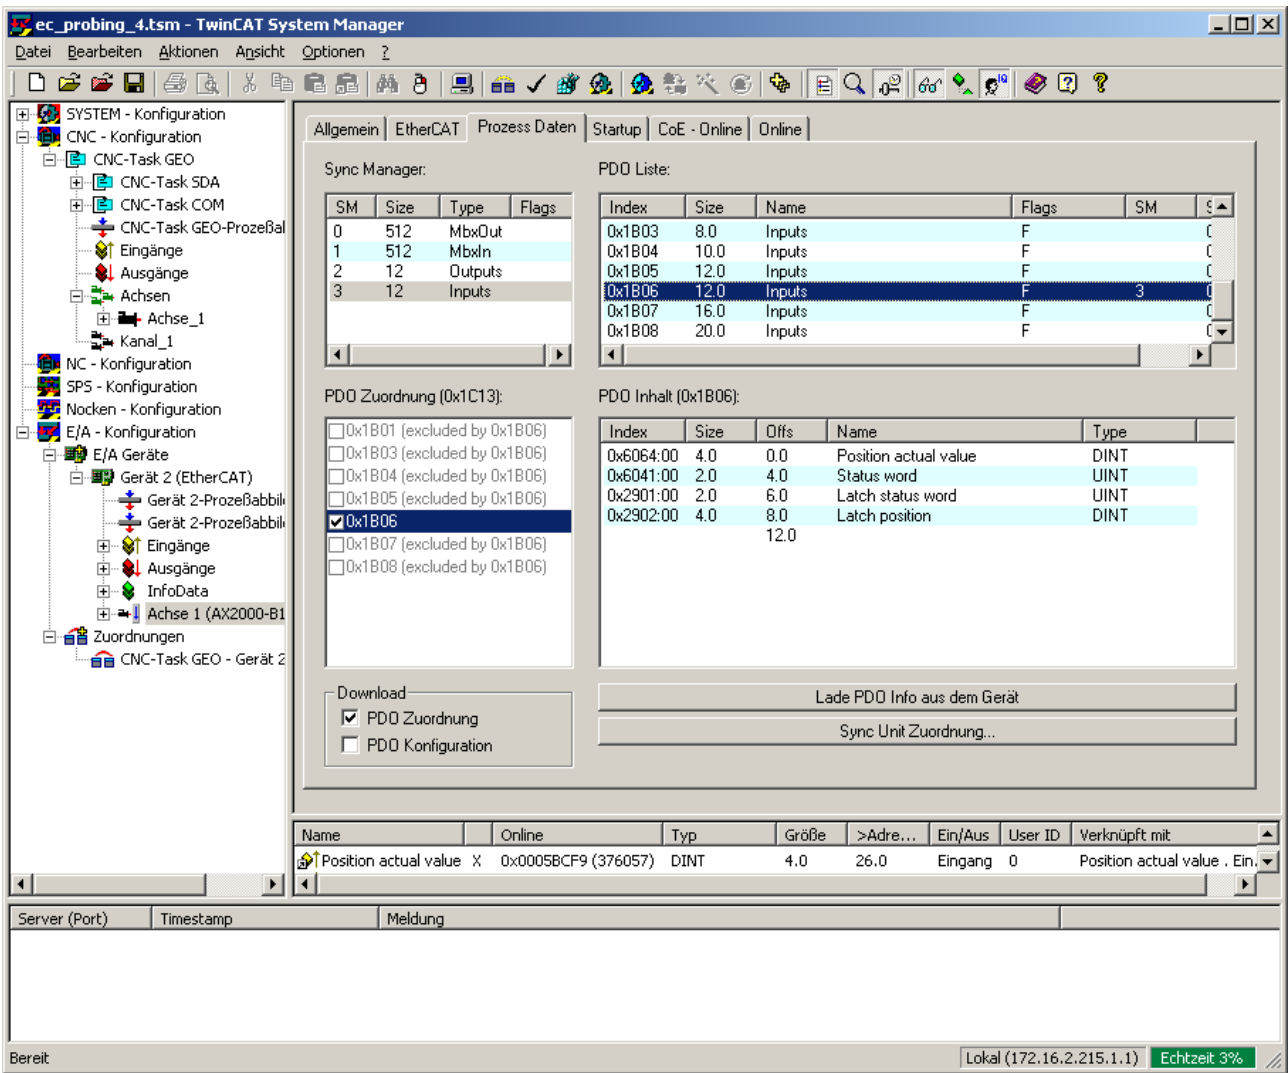 ec_probing_4.tsm - TwinCAT System Manager
Datei Bearbeiten Aktionen Ansicht Optionen ?
SYSTEM - Konfiguration
CNC - Konfiguration
CNC-Task GEO
CNC-Task SDA
CNC-Task COM
CNC-Task GEO-Prozeßal
Eingänge
Ausgänge
Achsen
Achse_1
Kanal_1
NC - Konfiguration
SPS - Konfiguration
Nocken - Konfiguration
E/A - Konfiguration
E/A Geräte
Gerät 2 (EtherCAT)
Gerät 2-Prozeßabbil
Gerät 2-Prozeßabbil
Eingänge
Ausgänge
InfoData
Achse 1 (AX2000-B1
Zuordnungen
CNC-Task GEO - Gerät 2
Allgemein EtherCAT Prozess Daten Startup CoE - Online Online
Sync Manager:
SM Size Type Flags
0 512 MbxOut
1 512 MbxIn
2 12 Outputs
3 12 Inputs
PDO Liste:
Index Size Name Flags SM
0x1B03 8.0 Inputs F
0x1B04 10.0 Inputs F
0x1B05 12.0 Inputs F
0x1B06 12.0 Inputs F 3
0x1B07 16.0 Inputs F
0x1B08 20.0 Inputs F
PDO Zuordnung (0x1C13):
0x1B01 (excluded by 0x1B06)
0x1B03 (excluded by 0x1B06)
0x1B04 (excluded by 0x1B06)
0x1B05 (excluded by 0x1B06)
0x1B06
0x1B07 (excluded by 0x1B06)
0x1B08 (excluded by 0x1B06)
PDO Inhalt (0x1B06):
Index Size Offs Name Type
0x6064:00 4.0 0.0 Position actual value DINT
0x6041:00 2.0 4.0 Status word UINT
0x2901:00 2.0 6.0 Latch status word UINT
0x2902:00 4.0 8.0 Latch position DINT
12.0
Download
PDO Zuordnung
PDO Konfiguration
Lade PDO Info aus dem Gerät
Sync Unit Zuordnung...
Name Online Typ Größe >Adre... Ein/Aus User ID Verknüpft mit
Position actual value X 0x0005BCF9 (376057) DINT 4.0 26.0 Eingang 0 Position actual value . Ein.
Server (Port) Timestamp Meldung
Bereit
Lokal (172.16.2.215.1.1) Echtzeit 3%